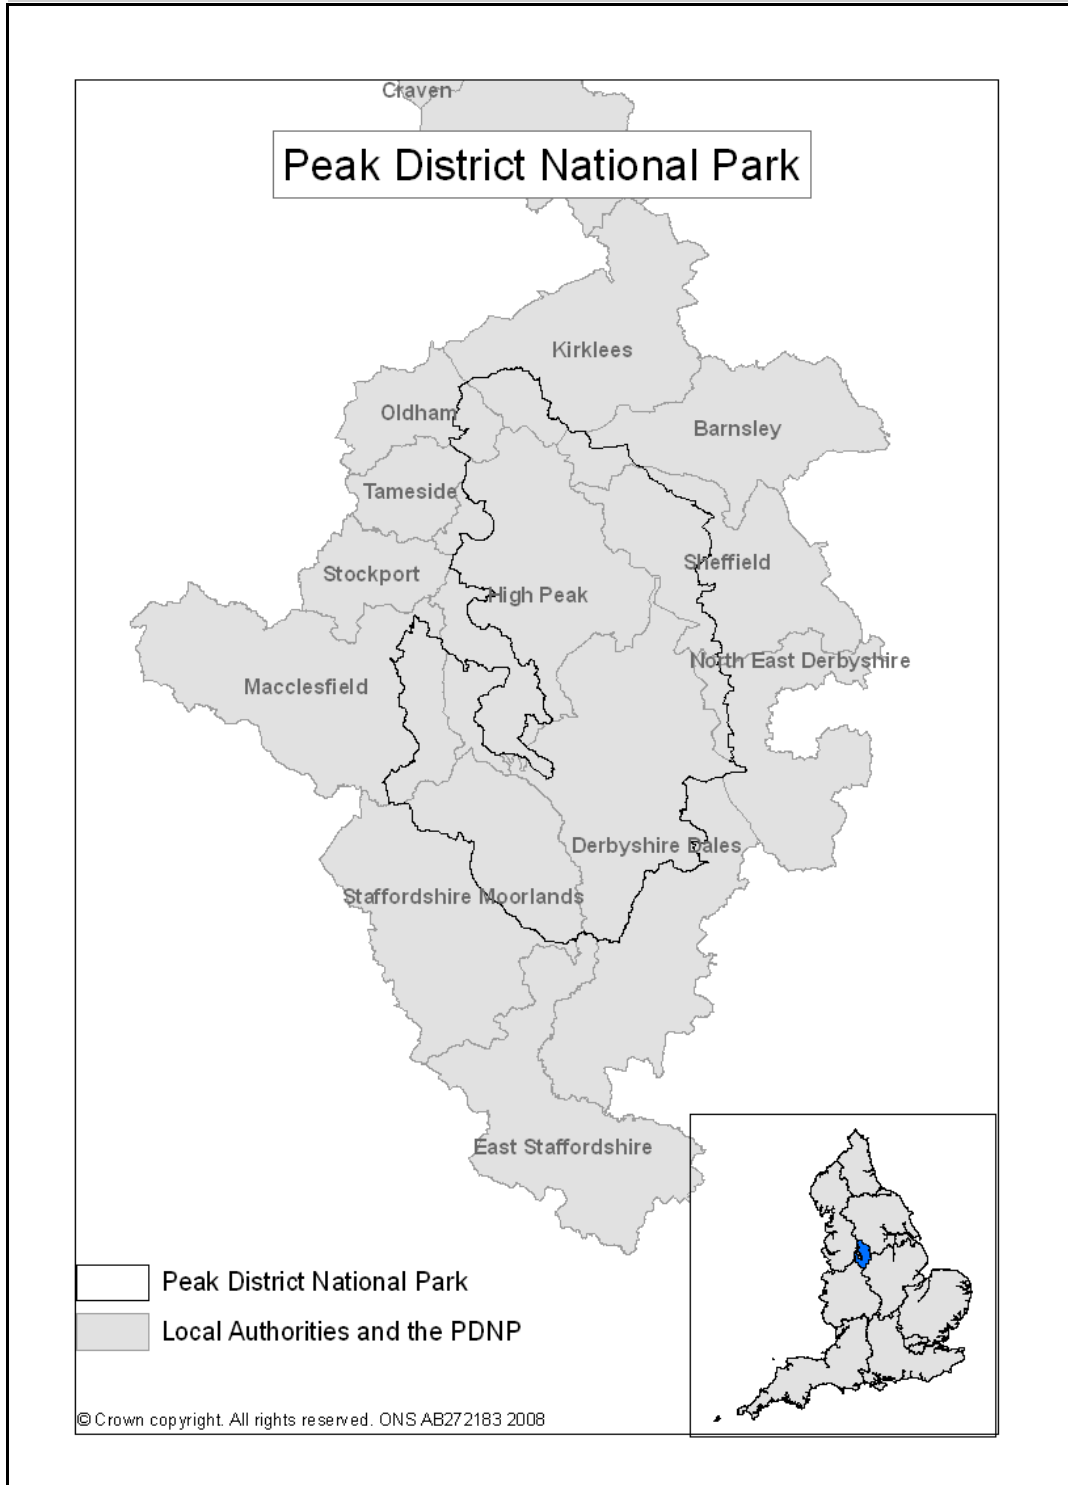 Craven
Peak District National Park
Kirklees
Oldham
Barnsley
Tameside
Sheffield
Stockport
High Peak
North East Derbyshire
Macclesfield
Derbyshire Dales
Staffordshire Moorlands
East Staffordshire
Peak District National Park
Local Authorities and the PDNP
© Crown copyright. All rights reserved. ONS AB272183 2008